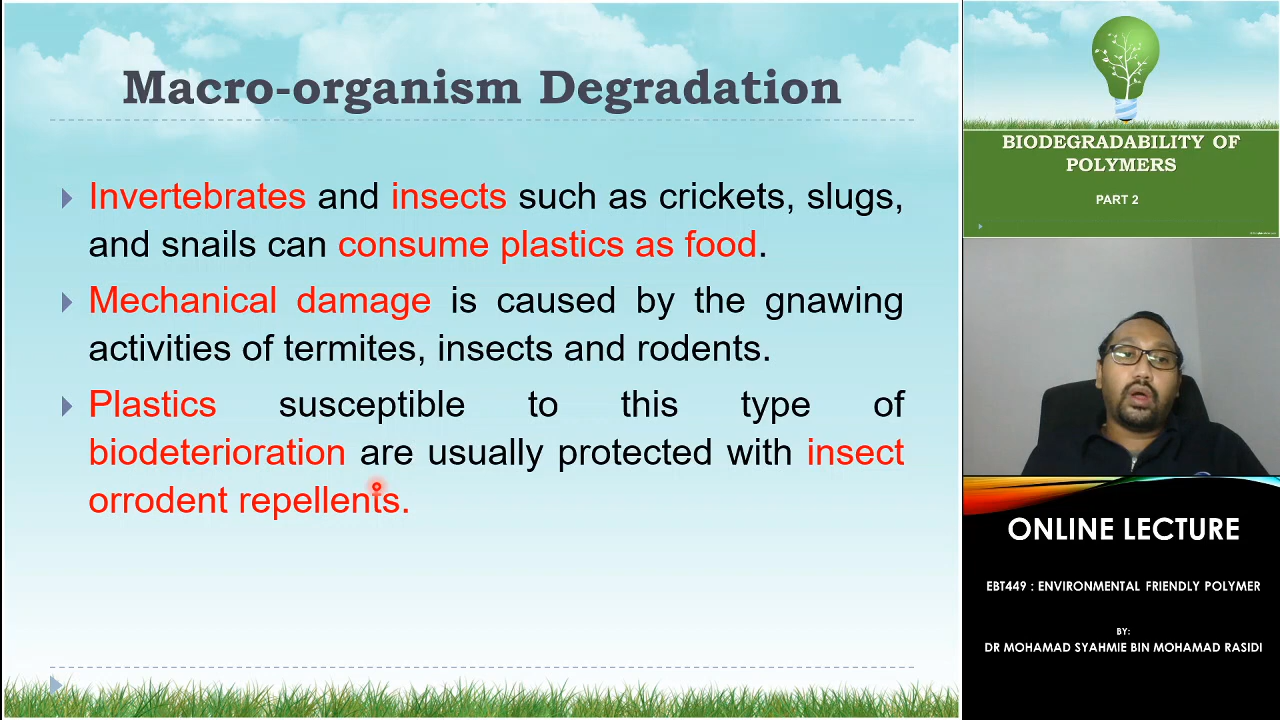 Macro-organism Degradation
Invertebrates and insects such as crickets, slugs,
and snails can consume plastics as food.
Mechanical damage is caused by the gnawing
activities of termites, insects and rodents.
Plastics susceptible to this type of
biodeterioration are usually protected with insect
orrodent repellents.
BIODEGRADABILITY OF
POLYMERS
PART 2
ONLINE LECTURE
EBT449 : ENVIRONMENTAL FRIENDLY POLYMER
BY:
DR MOHAMAD SYAHMIE BIN MOHAMAD RASIDI